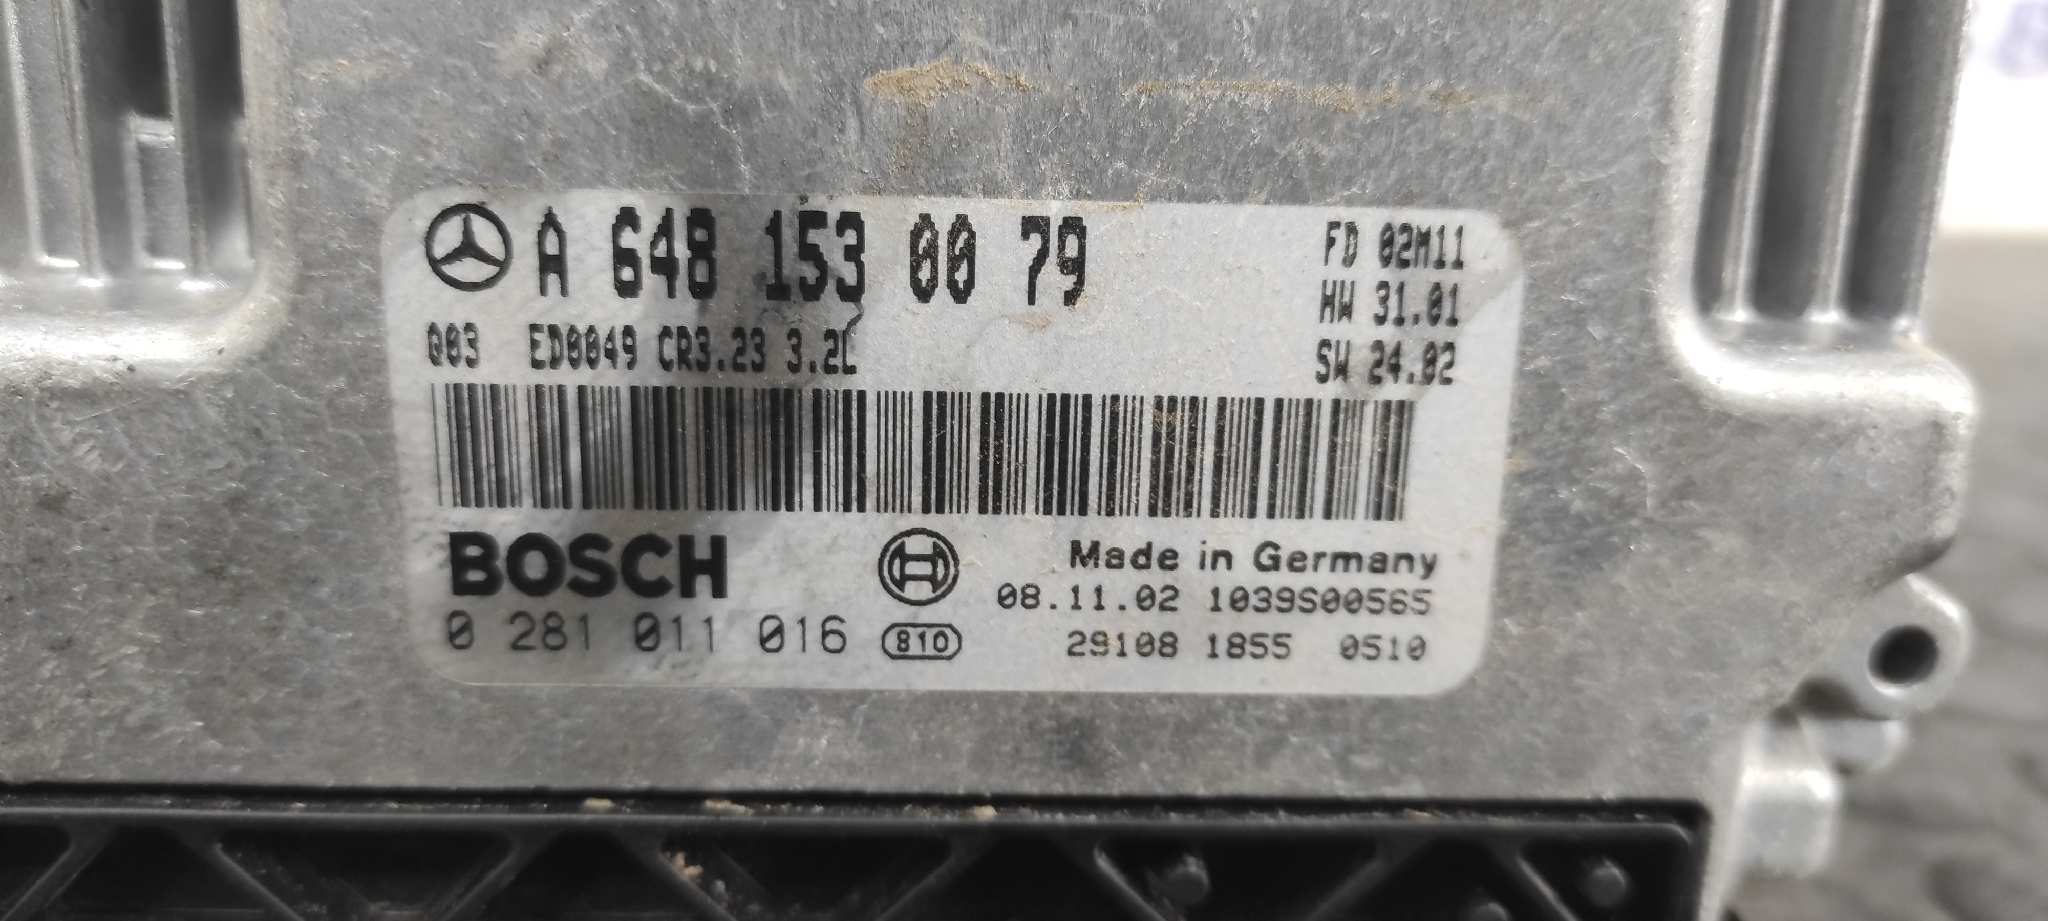 A 648 153 00 79
FD 02M11
HW 31.01
Q03 ED0049 CR3.23 3.2L
SW 24.02
BOSCH
Made in Germany
08.11.02 1039S00565
0 281 011 016 810
29108 1855 0510